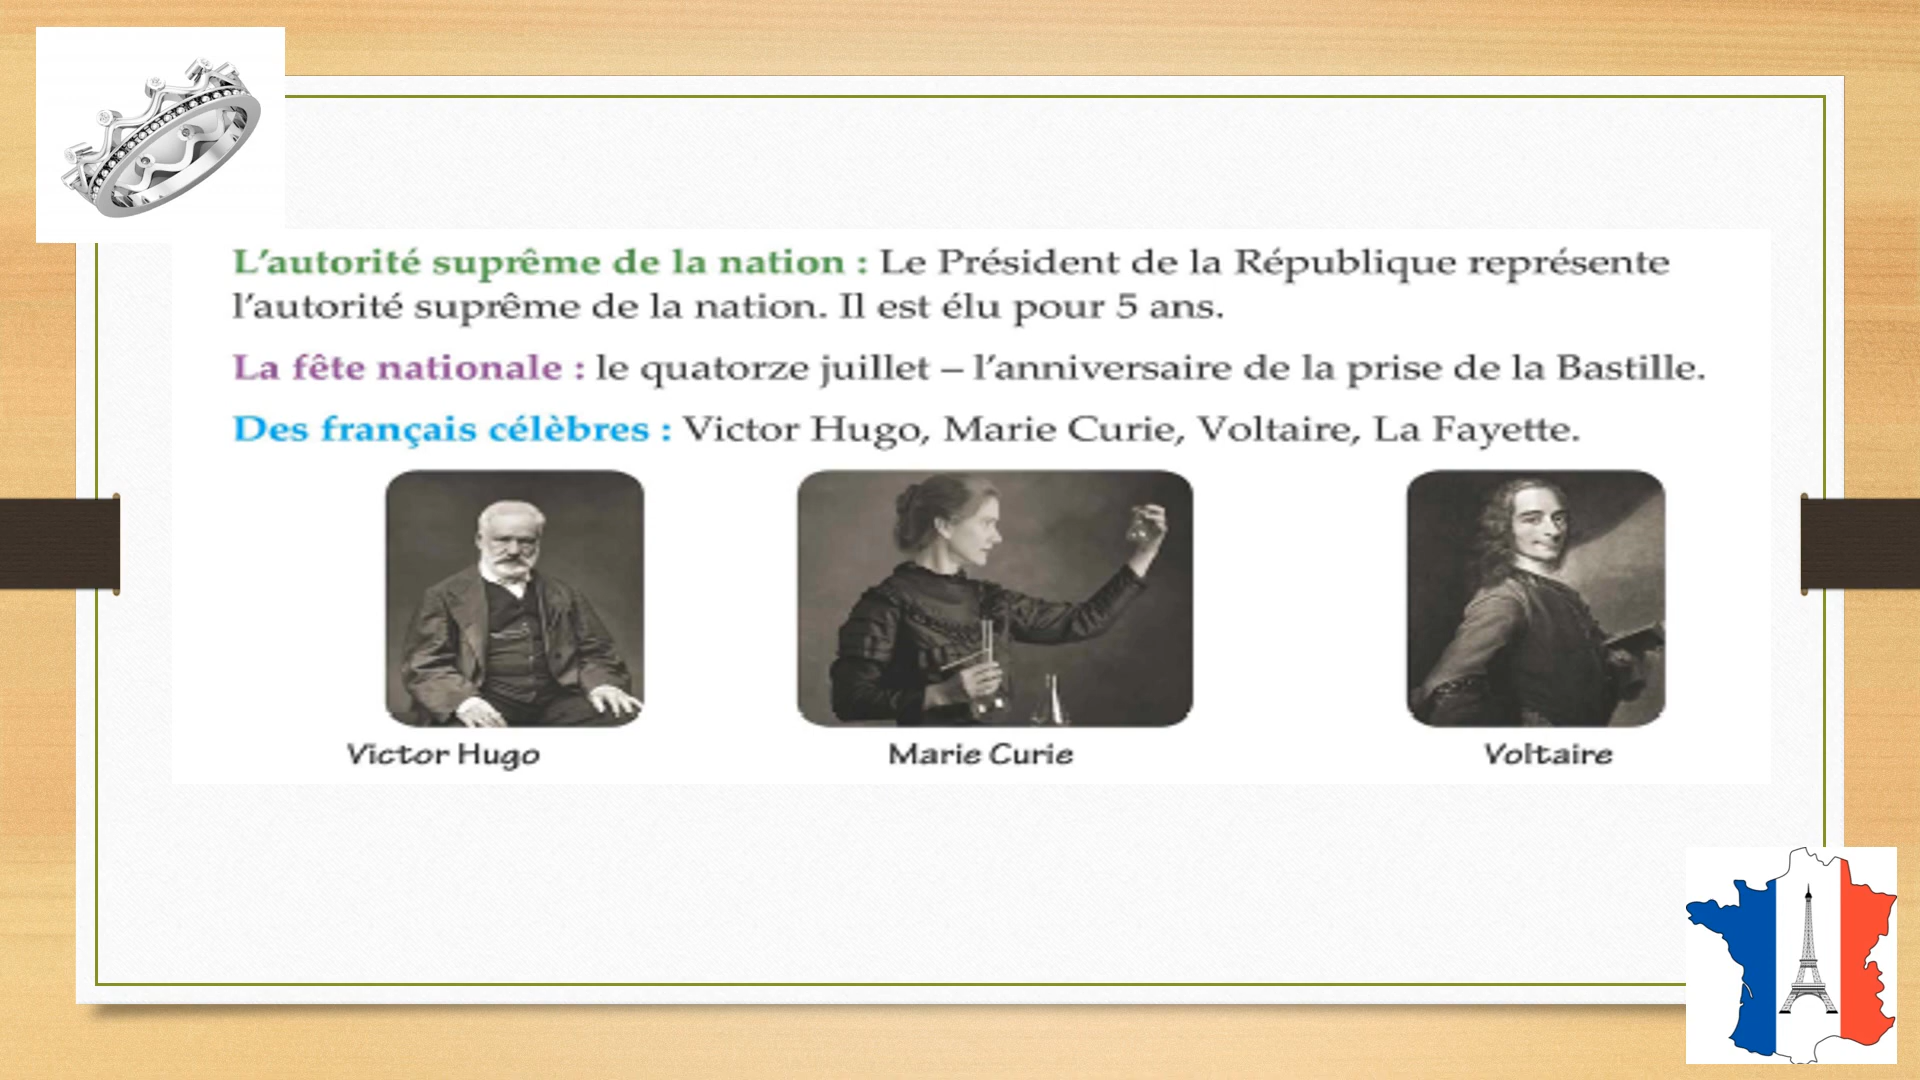 L’autorité suprême de la nation : Le Président de la République représente
l’autorité suprême de la nation. Il est élu pour 5 ans.
La fête nationale : le quatorze juillet – l’anniversaire de la prise de la Bastille.
Des français célèbres : Victor Hugo, Marie Curie, Voltaire, La Fayette.
Victor Hugo
Marie Curie
Voltaire